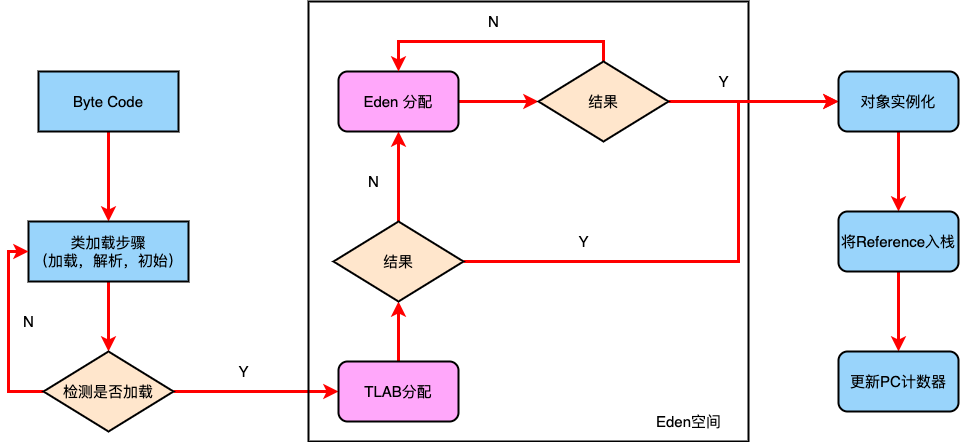 Byte Code
类加载步骤
（加载，解析，初始）
N
检测是否加载
Y
N
Eden 分配
结果
Y
N
结果
Y
TLAB分配
Eden空间
对象实例化
将Reference入栈
更新PC计数器